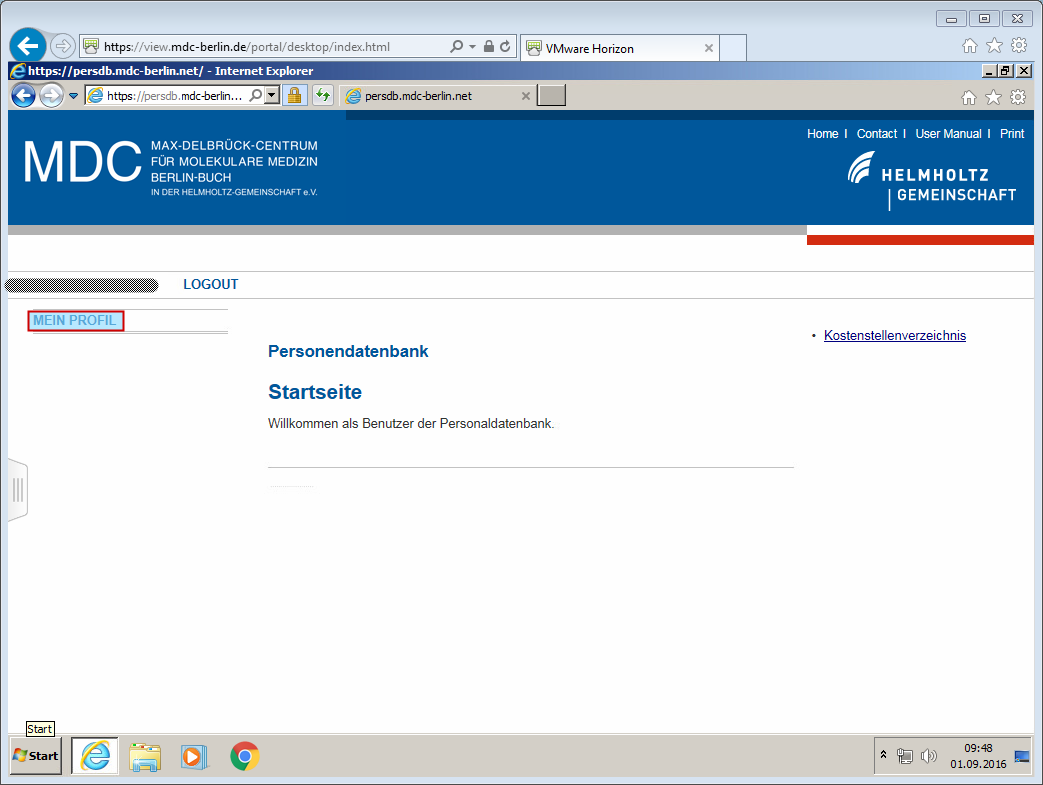 https://view.mdc-berlin.de/portal/desktop/index.html
VMware Horizon
https://persdb.mdc-berlin.net/ - Internet Explorer
https://persdb.mdc-berlin...
persdb.mdc-berlin.net
Home I Contact I User Manual I Print
MDC
MAX-DELBRÜCK-CENTRUM
FÜR MOLEKULARE MEDIZIN
BERLIN-BUCH
IN DER HELMHOLTZ-GEMEINSCHAFT e.V.
HELMHOLTZ
GEMEINSCHAFT
LOGOUT
MEIN PROFIL
• Kostenstellenverzeichnis
Personendatenbank
Startseite
Willkommen als Benutzer der Personaldatenbank.
Start
Start
09:48
01.09.2016